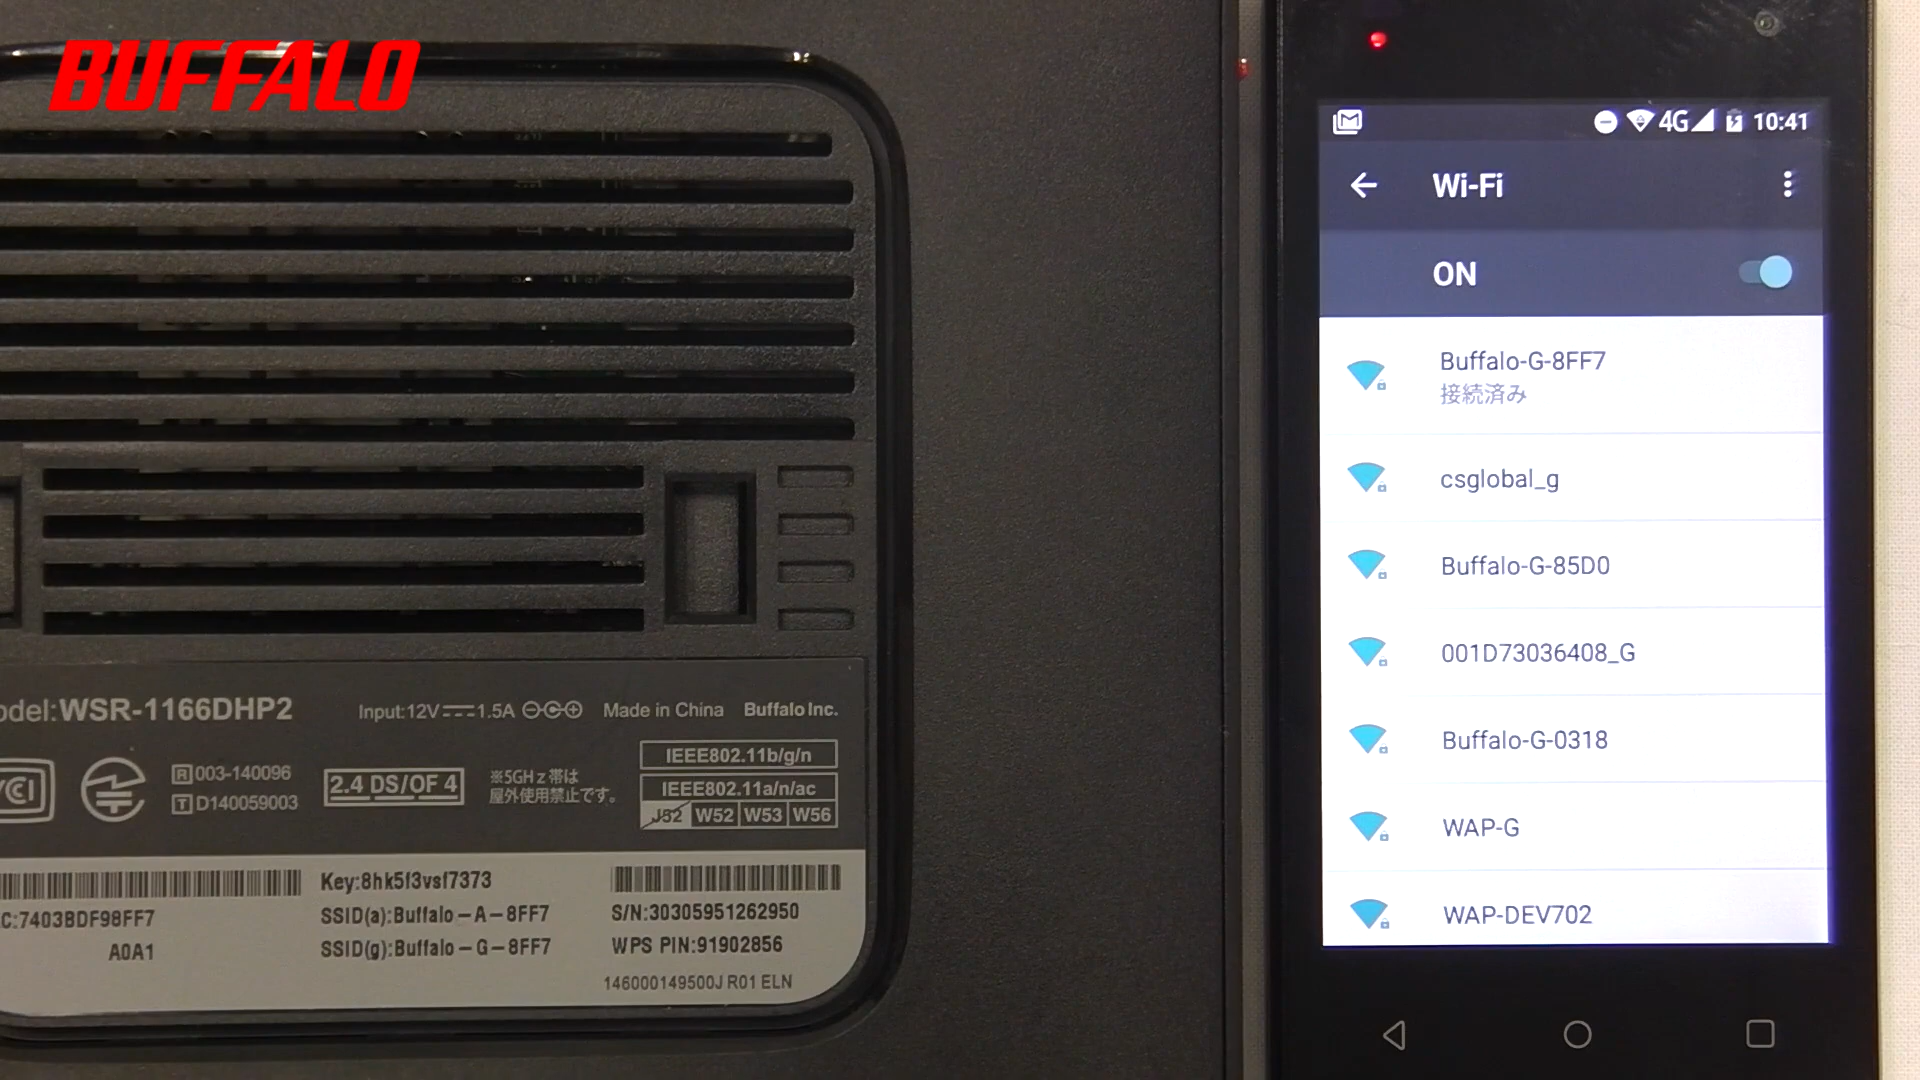 BUFFALO
odel:WSR-1166DHP2
Input:12V 1.5A
Made in China
Buffalo Inc.
R 003-140096
T D140059003
2.4 DS/OF 4
※5GHz帯は
屋外使用禁止です。
IEEE802.11b/g/n
IEEE802.11a/n/ac
J52 W52 W53 W56
C:7403BDF98FF7
A0A1
Key:8hk5f3vsf7373
SSID(a):Buffalo-A-8FF7
SSID(g):Buffalo-G-8FF7
S/N:30305951262950
WPS PIN:91902856
146000149500J R01 ELN
4G 10:41
Wi-Fi
ON
Buffalo-G-8FF7
接続済み
csglobal_g
Buffalo-G-85D0
001D73036408_G
Buffalo-G-0318
WAP-G
WAP-DEV702